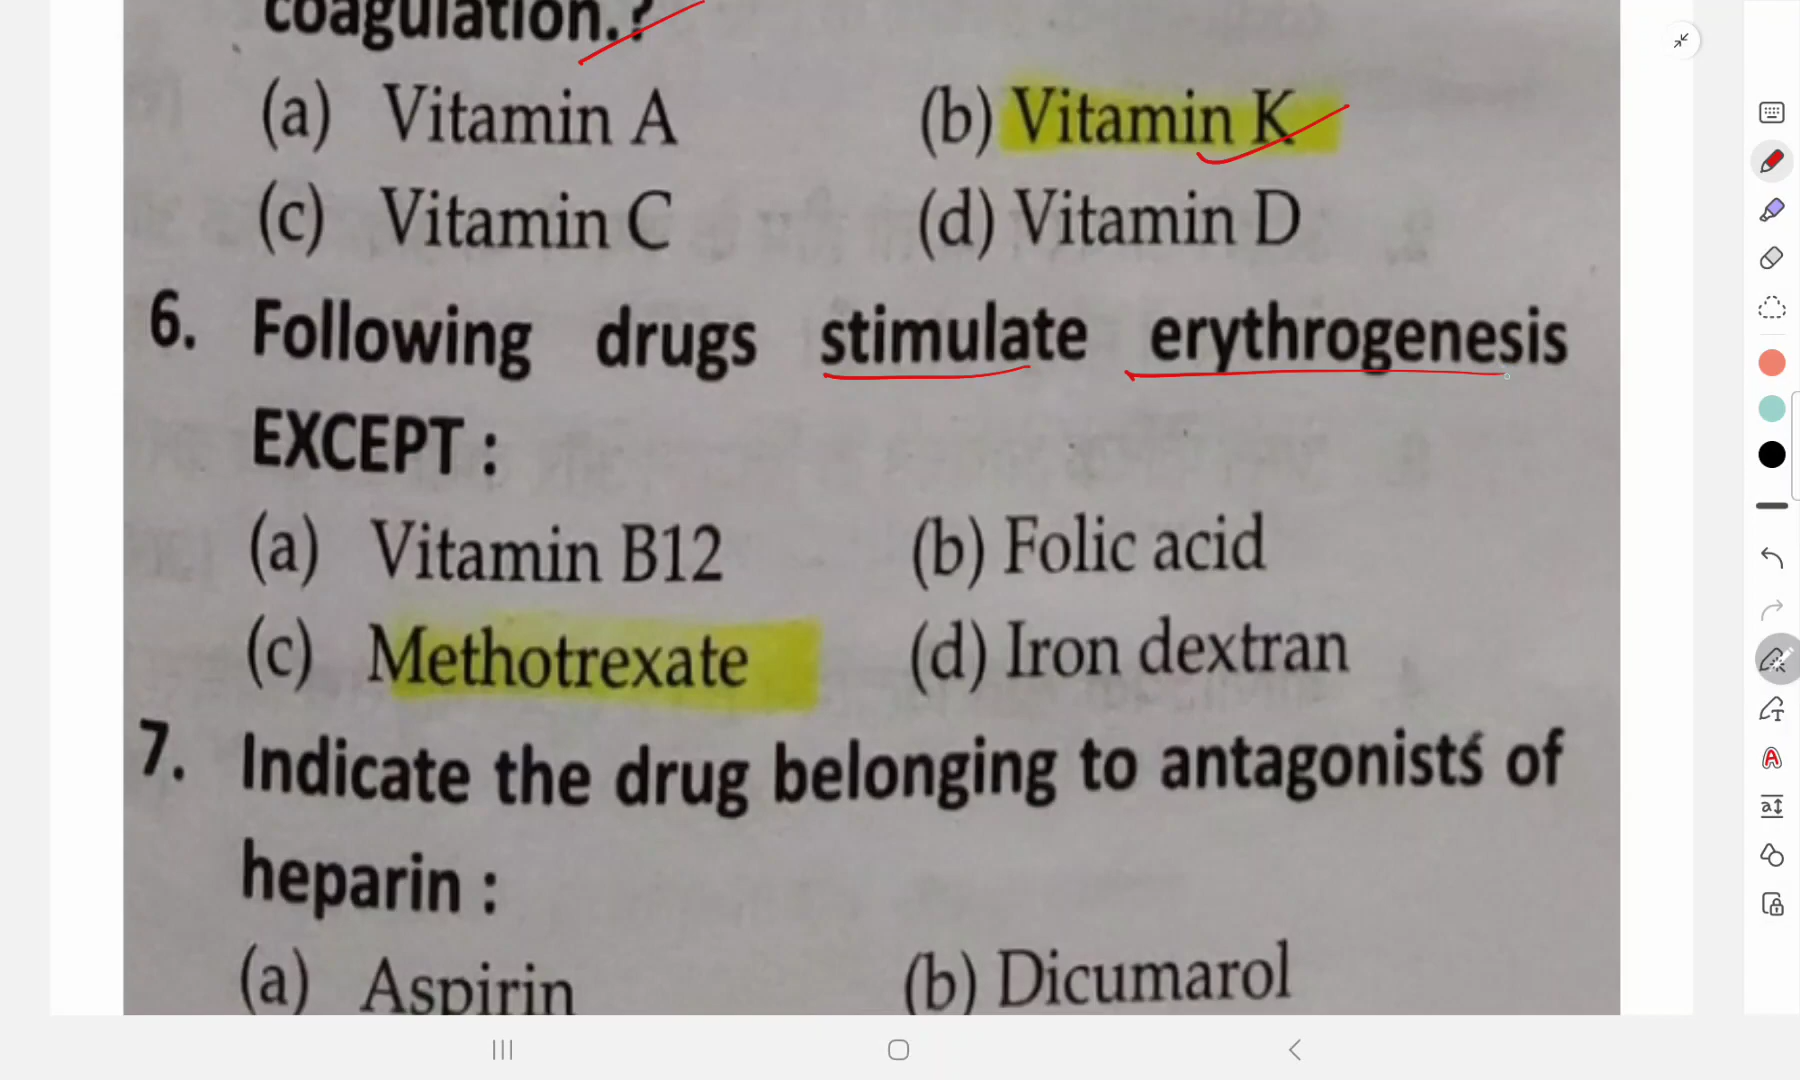 coagulation.?
(a) Vitamin A (b) Vitamin K
(c) Vitamin C (d) Vitamin D
6. Following drugs stimulate erythrogenesis
EXCEPT :
(a) Vitamin B12 (b) Folic acid
(c) Methotrexate (d) Iron dextran
7. Indicate the drug belonging to antagonists of
heparin :
(a) Aspirin (b) Dicumarol